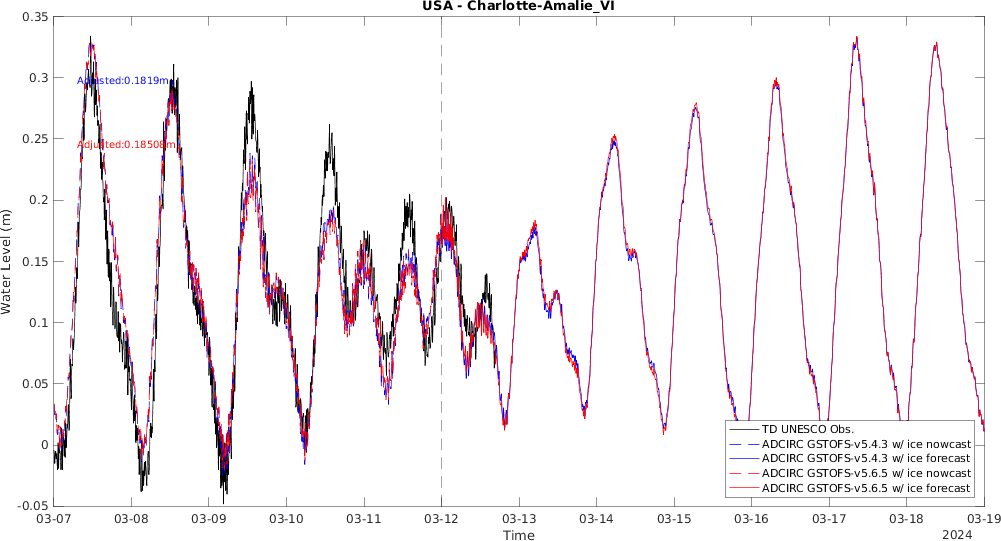 USA - Charlotte-Amalie_VI
0.35
0.3
0.25
0.2
0.15
0.1
0.05
0
-0.05
Water Level (m)
Adjusted:0.1819m
Adjusted:0.18508m
TD UNESCO Obs.
ADCIRC GSTOFS-v5.4.3 w/ ice nowcast
ADCIRC GSTOFS-v5.4.3 w/ ice forecast
ADCIRC GSTOFS-v5.6.5 w/ ice nowcast
ADCIRC GSTOFS-v5.6.5 w/ ice forecast
03-07 03-08 03-09 03-10 03-11 03-12 03-13 03-14 03-15 03-16 03-17 03-18 03-19
Time
2024